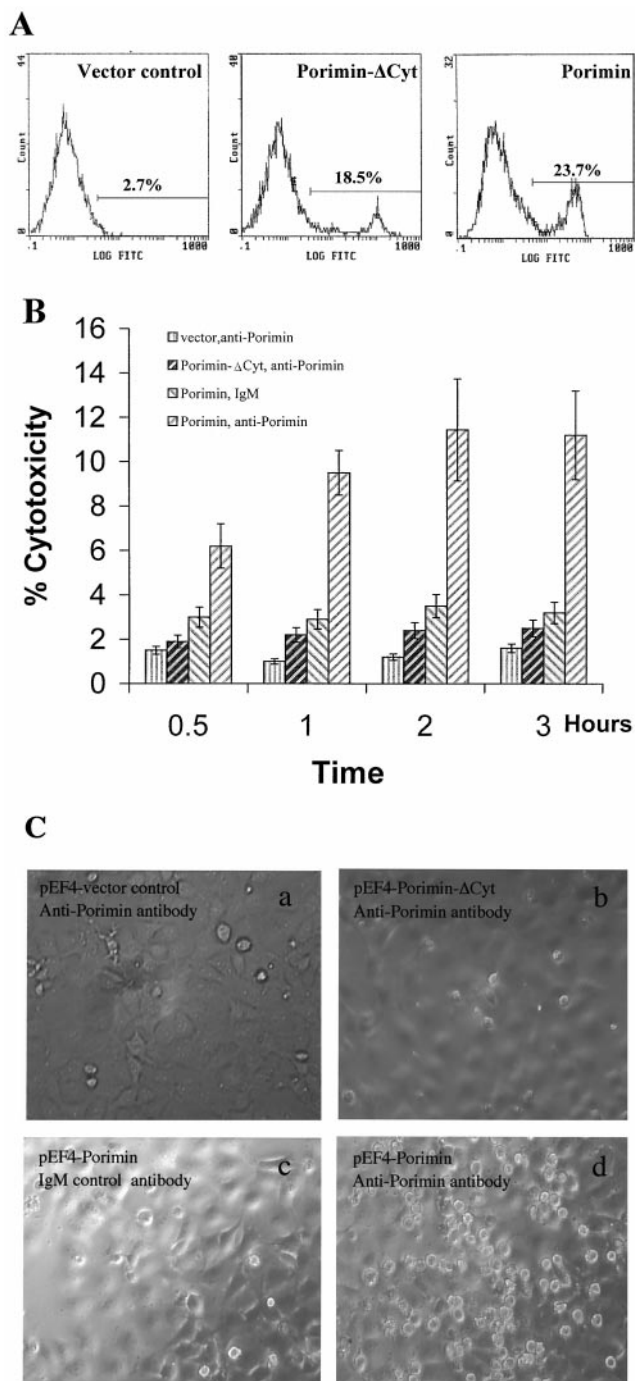 A
44
Vector control
2.7%
Count
0
.1
1000
LOG FITC
40
Porimin-ΔCyt
18.5%
Count
0
.1
1000
LOG FITC
32
Porimin
23.7%
Count
0
.1
1000
LOG FITC
B
% Cytotoxicity
16
14
12
10
8
6
4
2
0
vector,anti-Porimin
Porimin-ΔCyt, anti-Porimin
Porimin, IgM
Porimin, anti-Porimin
0.5 1 2 3 Hours
Time
C
pEF4-vector control a
Anti-Porimin antibody
pEF4-Porimin-ΔCyt b
Anti-Porimin antibody
pEF4-Porimin c
IgM control antibody
pEF4-Porimin d
Anti-Porimin antibody